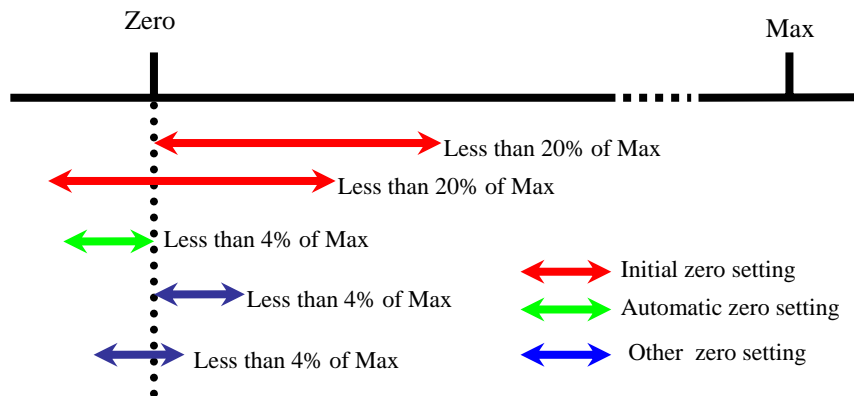 Zero
Max
Less than 20% of Max
Less than 20% of Max
Less than 4% of Max
Less than 4% of Max
Less than 4% of Max
Initial zero setting
Automatic zero setting
Other zero setting